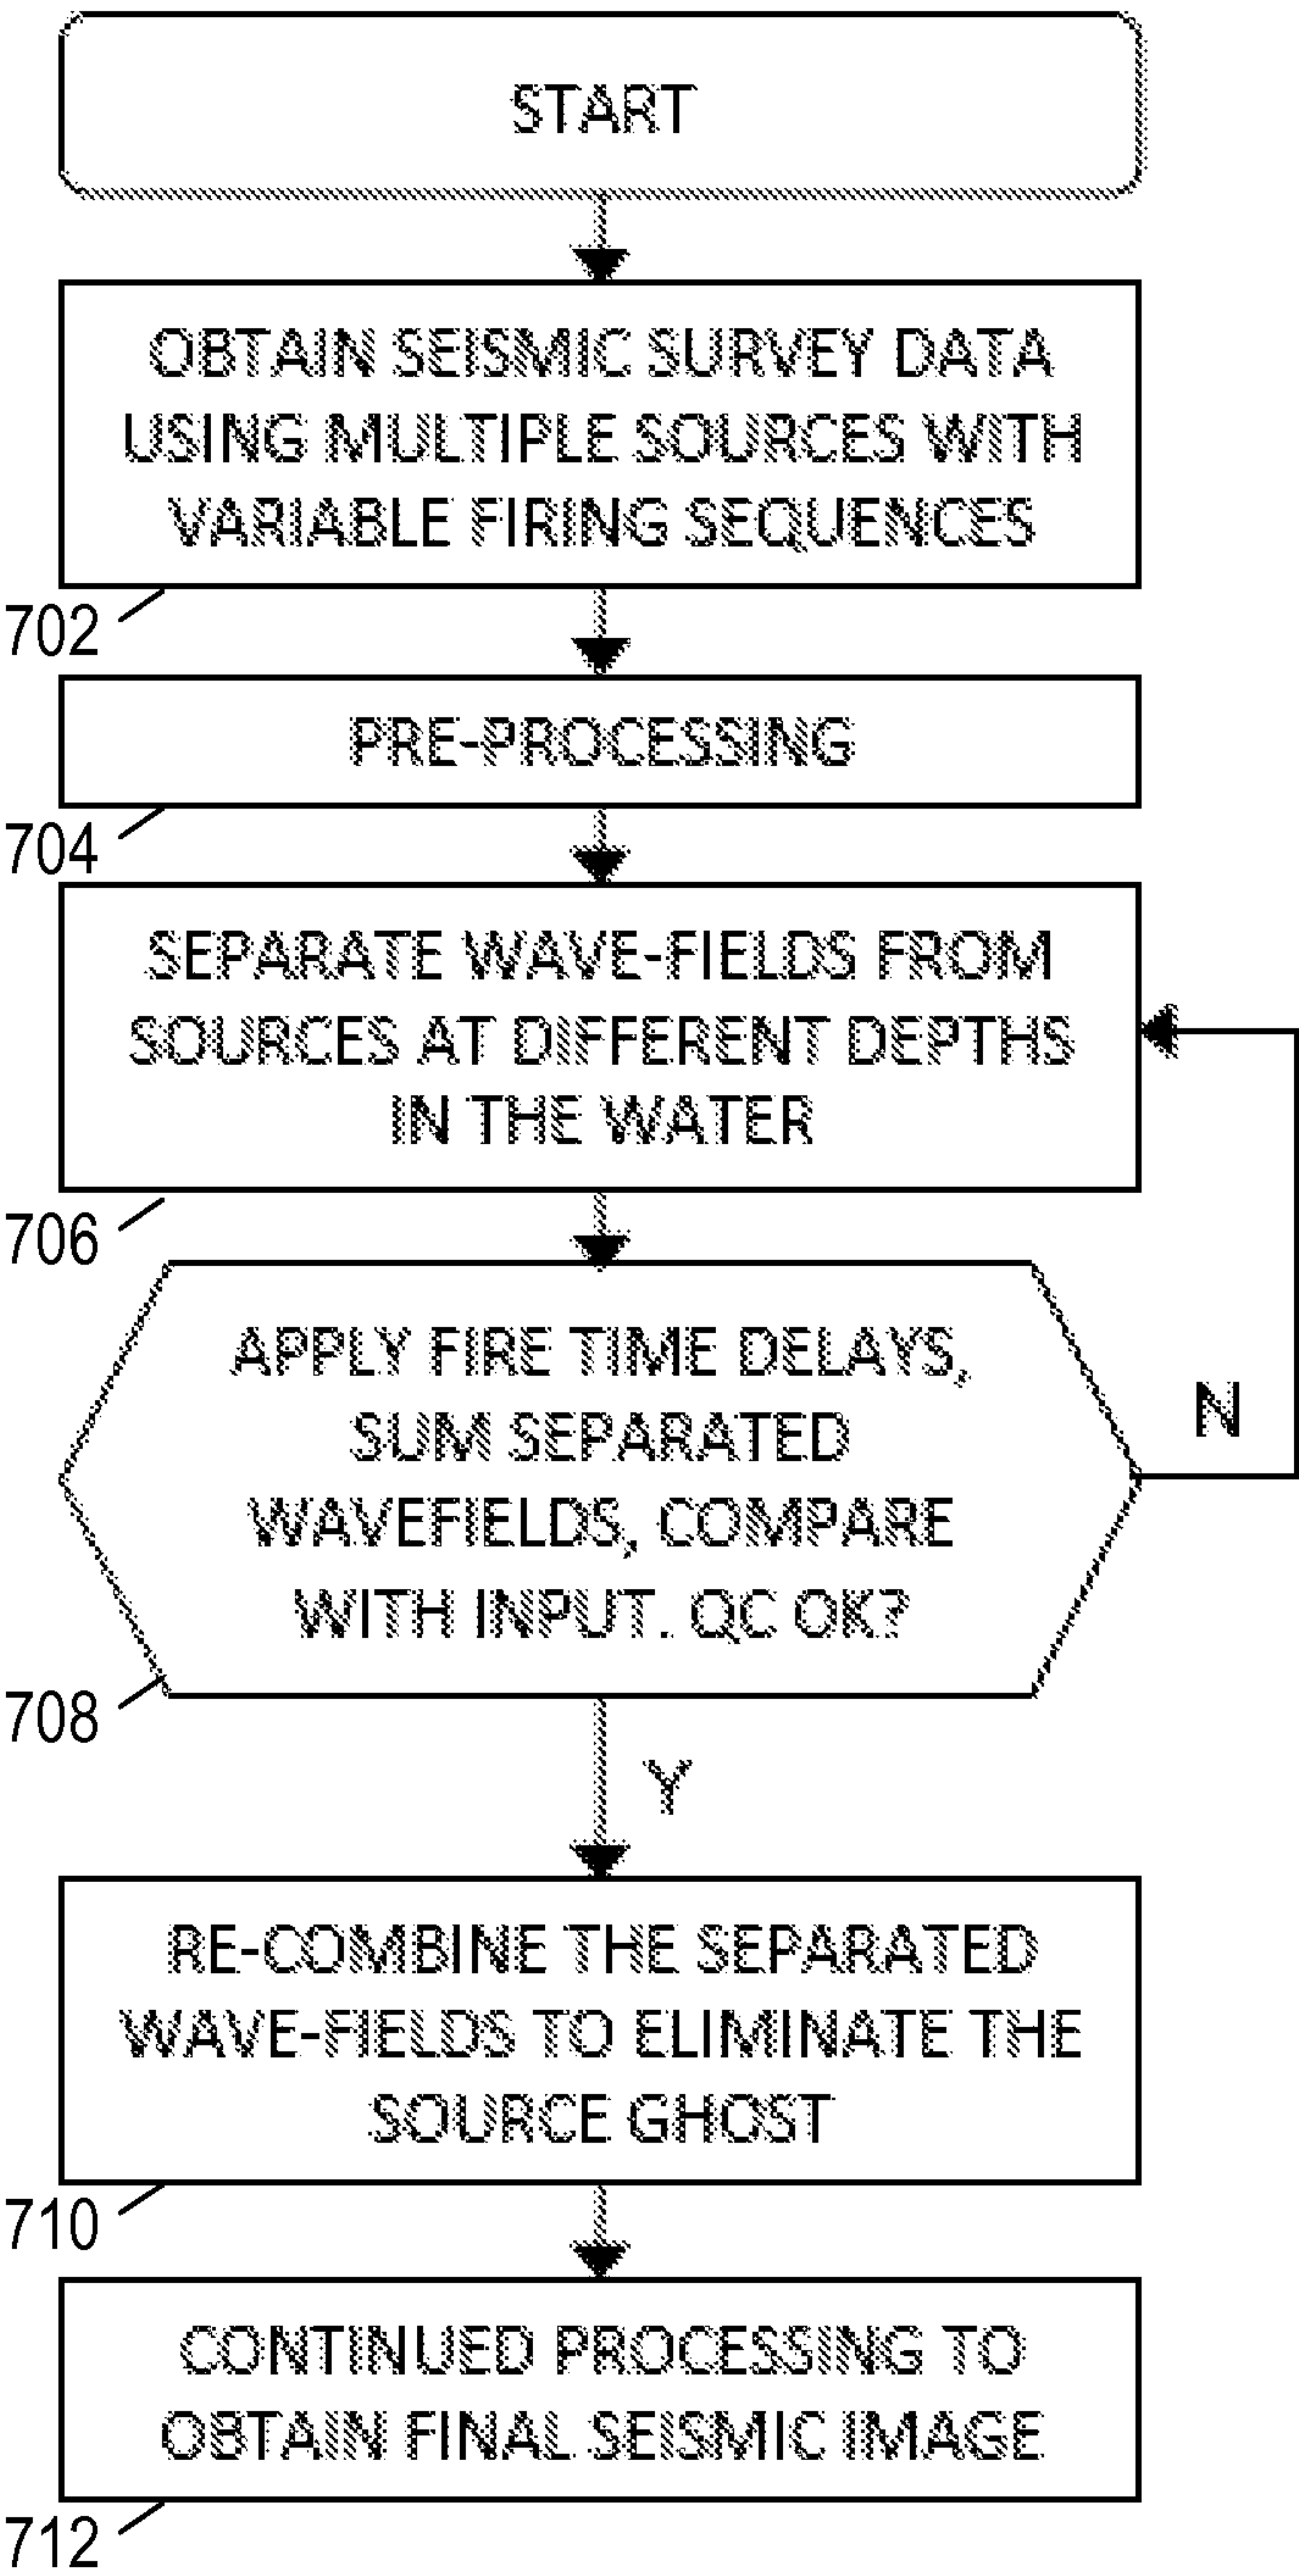 START
OBTAIN SEISMIC SURVEY DATA
USING MULTIPLE SOURCES WITH
VARIABLE FIRING SEQUENCES
702
PRE-PROCESSING
704
SEPARATE WAVE-FIELDS FROM
SOURCES AT DIFFERENT DEPTHS
IN THE WATER
706
APPLY FIRE TIME DELAYS,
SUM SEPARATED
WAVEFIELDS, COMPARE
WITH INPUT. QC OK?
N
708
Y
RE-COMBINE THE SEPARATED
WAVE-FIELDS TO ELIMINATE THE
SOURCE GHOST
710
CONTINUED PROCESSING TO
OBTAIN FINAL SEISMIC IMAGE
712